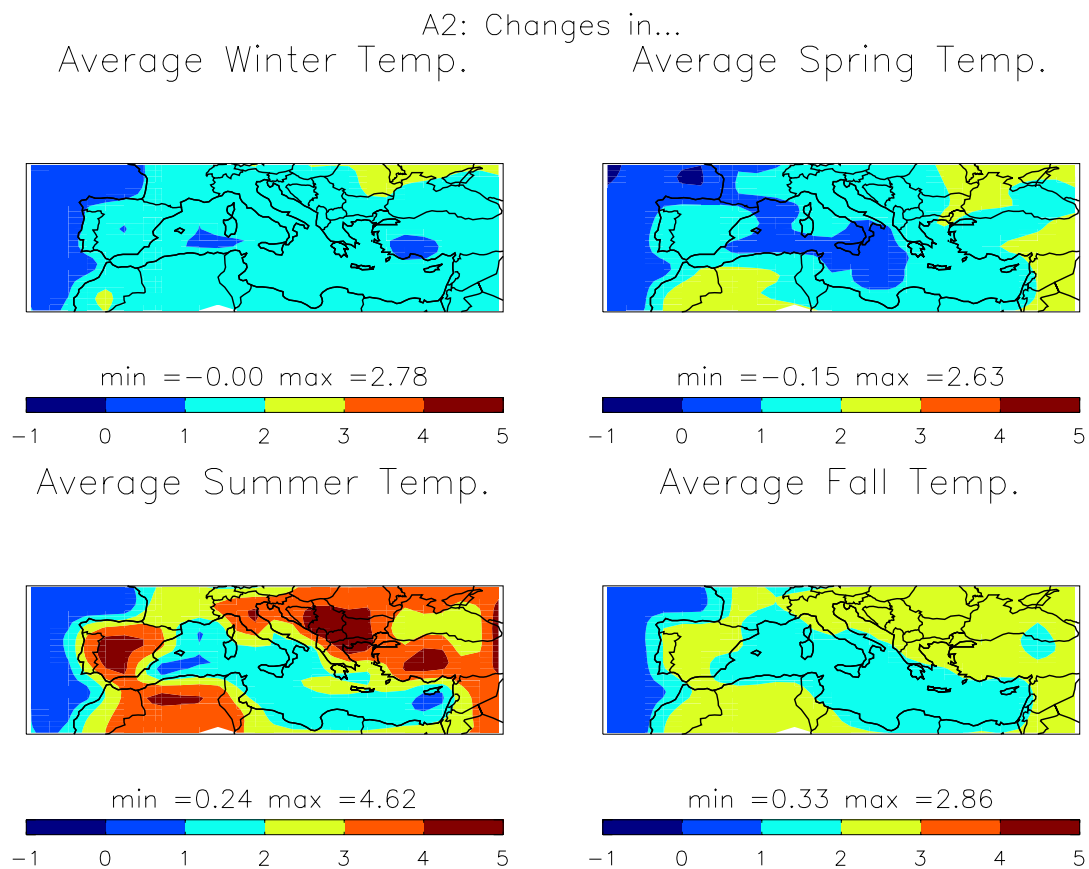 A2: Changes in...
Average Winter Temp.
Average Spring Temp.
min =-0.00 max =2.78
min =-0.15 max =2.63
-1 0 1 2 3 4 5
-1 0 1 2 3 4 5
Average Summer Temp.
Average Fall Temp.
min =0.24 max =4.62
min =0.33 max =2.86
-1 0 1 2 3 4 5
-1 0 1 2 3 4 5